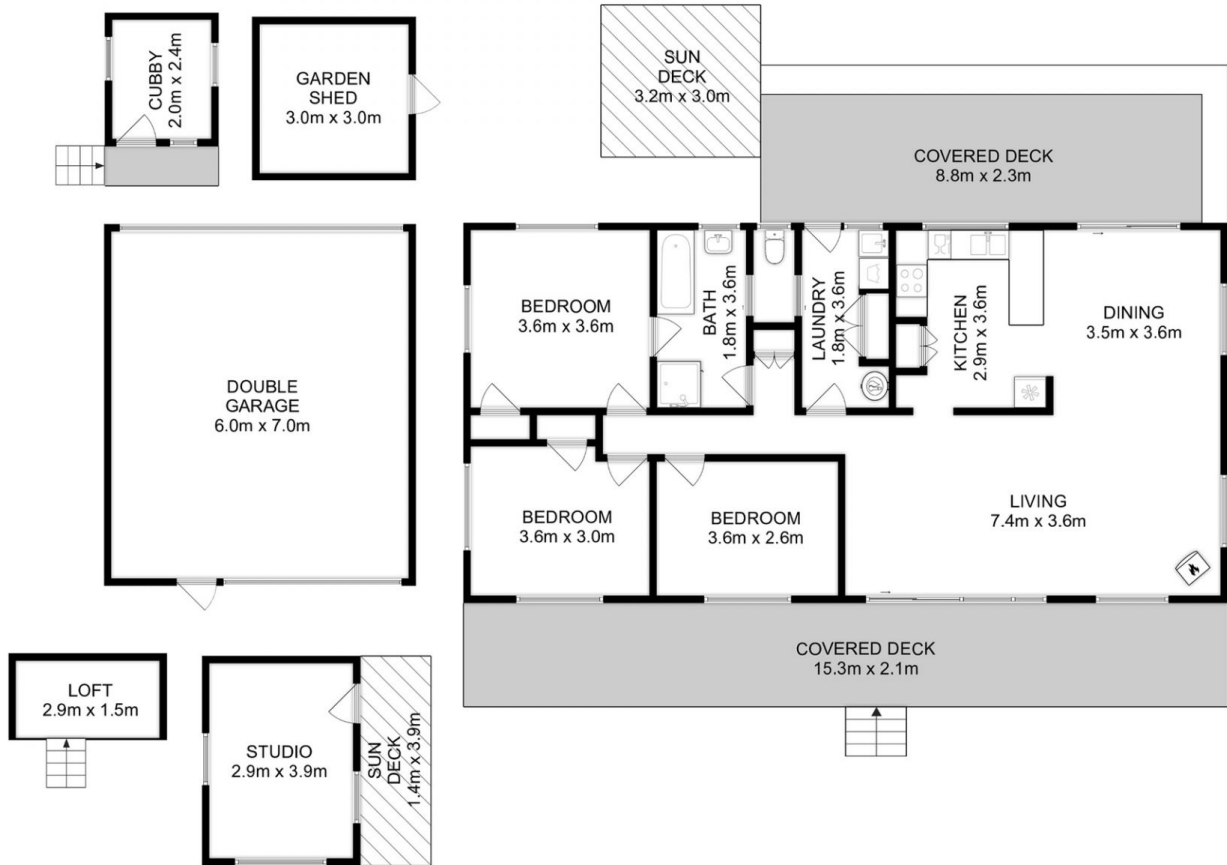 CUBBY
2.0m x 2.4m
GARDEN
SHED
3.0m x 3.0m
SUN
DECK
3.2m x 3.0m
COVERED DECK
8.8m x 2.3m
DOUBLE
GARAGE
6.0m x 7.0m
BEDROOM
3.6m x 3.6m
BATH
1.8m x 3.6m
LAUNDRY
1.8m x 3.6m
KITCHEN
2.9m x 3.6m
DINING
3.5m x 3.6m
BEDROOM
3.6m x 3.0m
BEDROOM
3.6m x 2.6m
LIVING
7.4m x 3.6m
COVERED DECK
15.3m x 2.1m
LOFT
2.9m x 1.5m
STUDIO
2.9m x 3.9m
SUN
DECK
1.4m x 3.9m